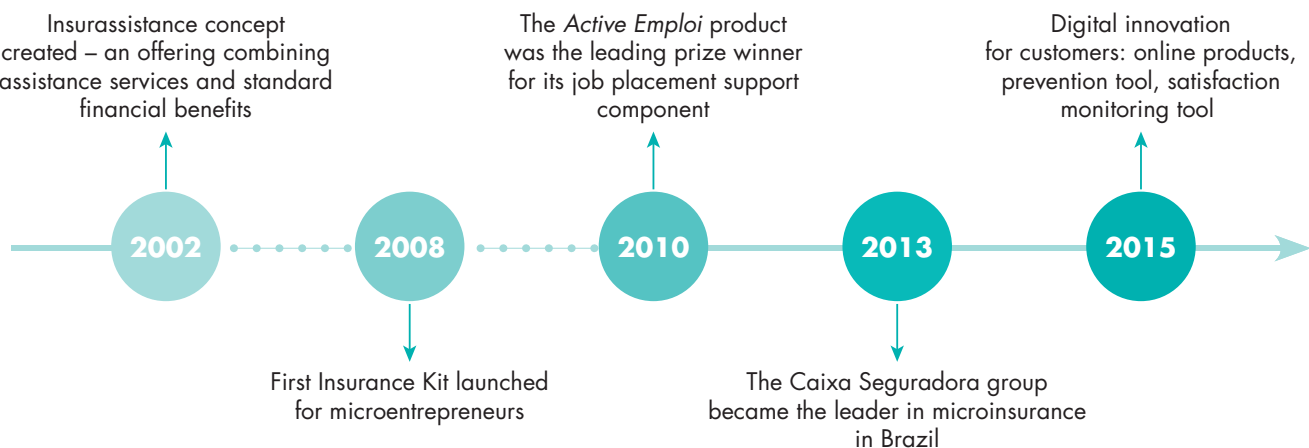 Insurassistance concept
created – an offering combining
assistance services and standard
financial benefits
The Active Emploi product
was the leading prize winner
for its job placement support
component
Digital innovation
for customers: online products,
prevention tool, satisfaction
monitoring tool
2002
2008
2010
2013
2015
First Insurance Kit launched
for microentrepreneurs
The Caixa Seguradora group
became the leader in microinsurance
in Brazil